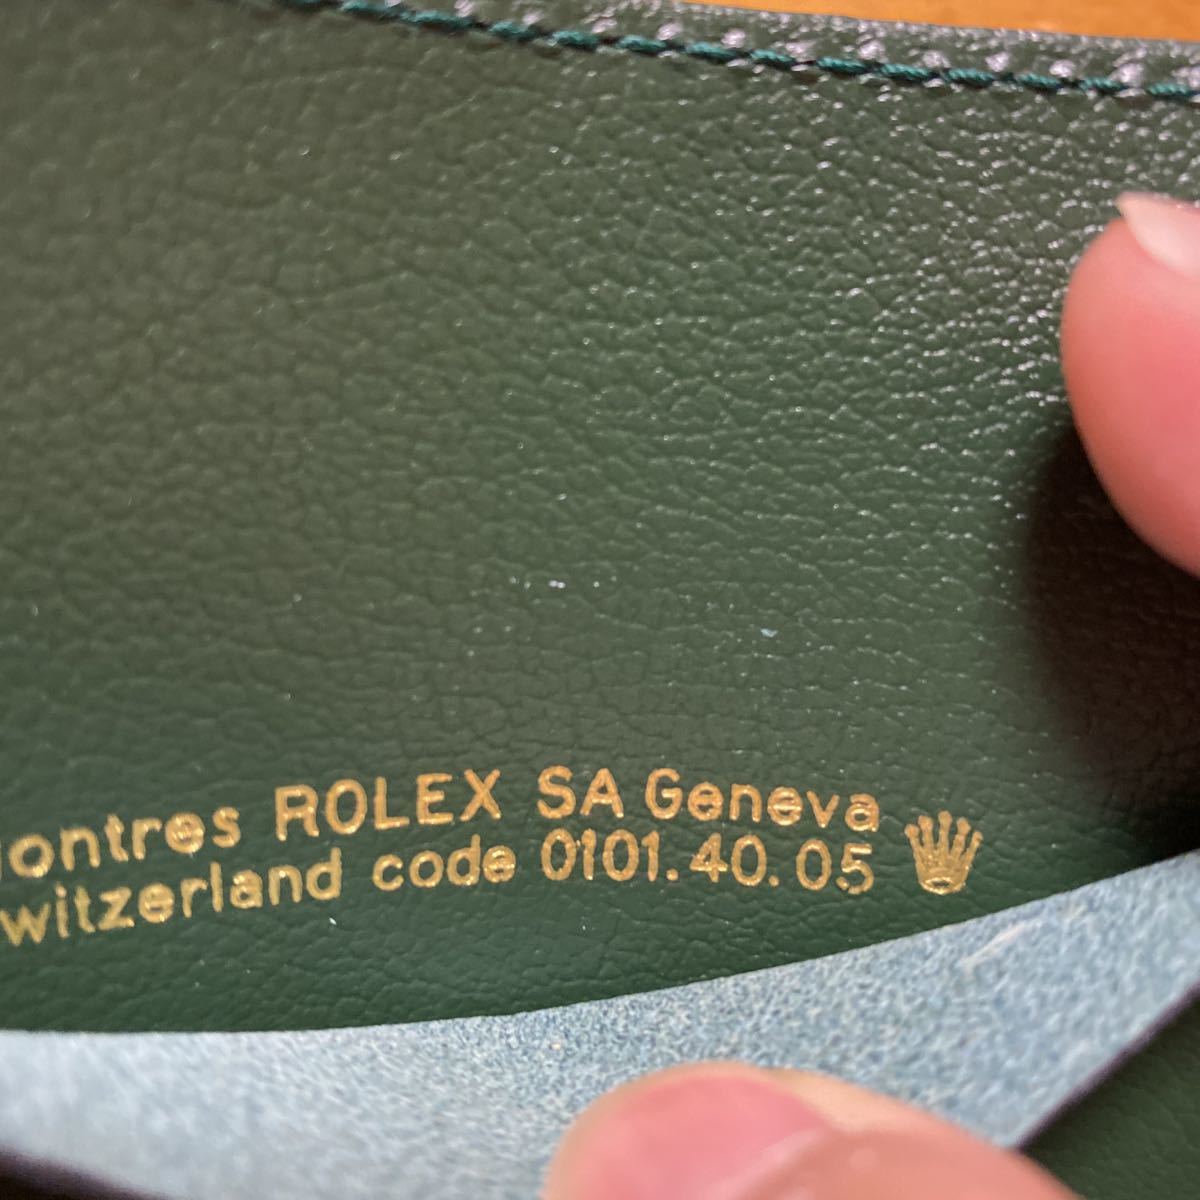 ontres ROLEX SA Geneva
witzerland code 0101.40.05